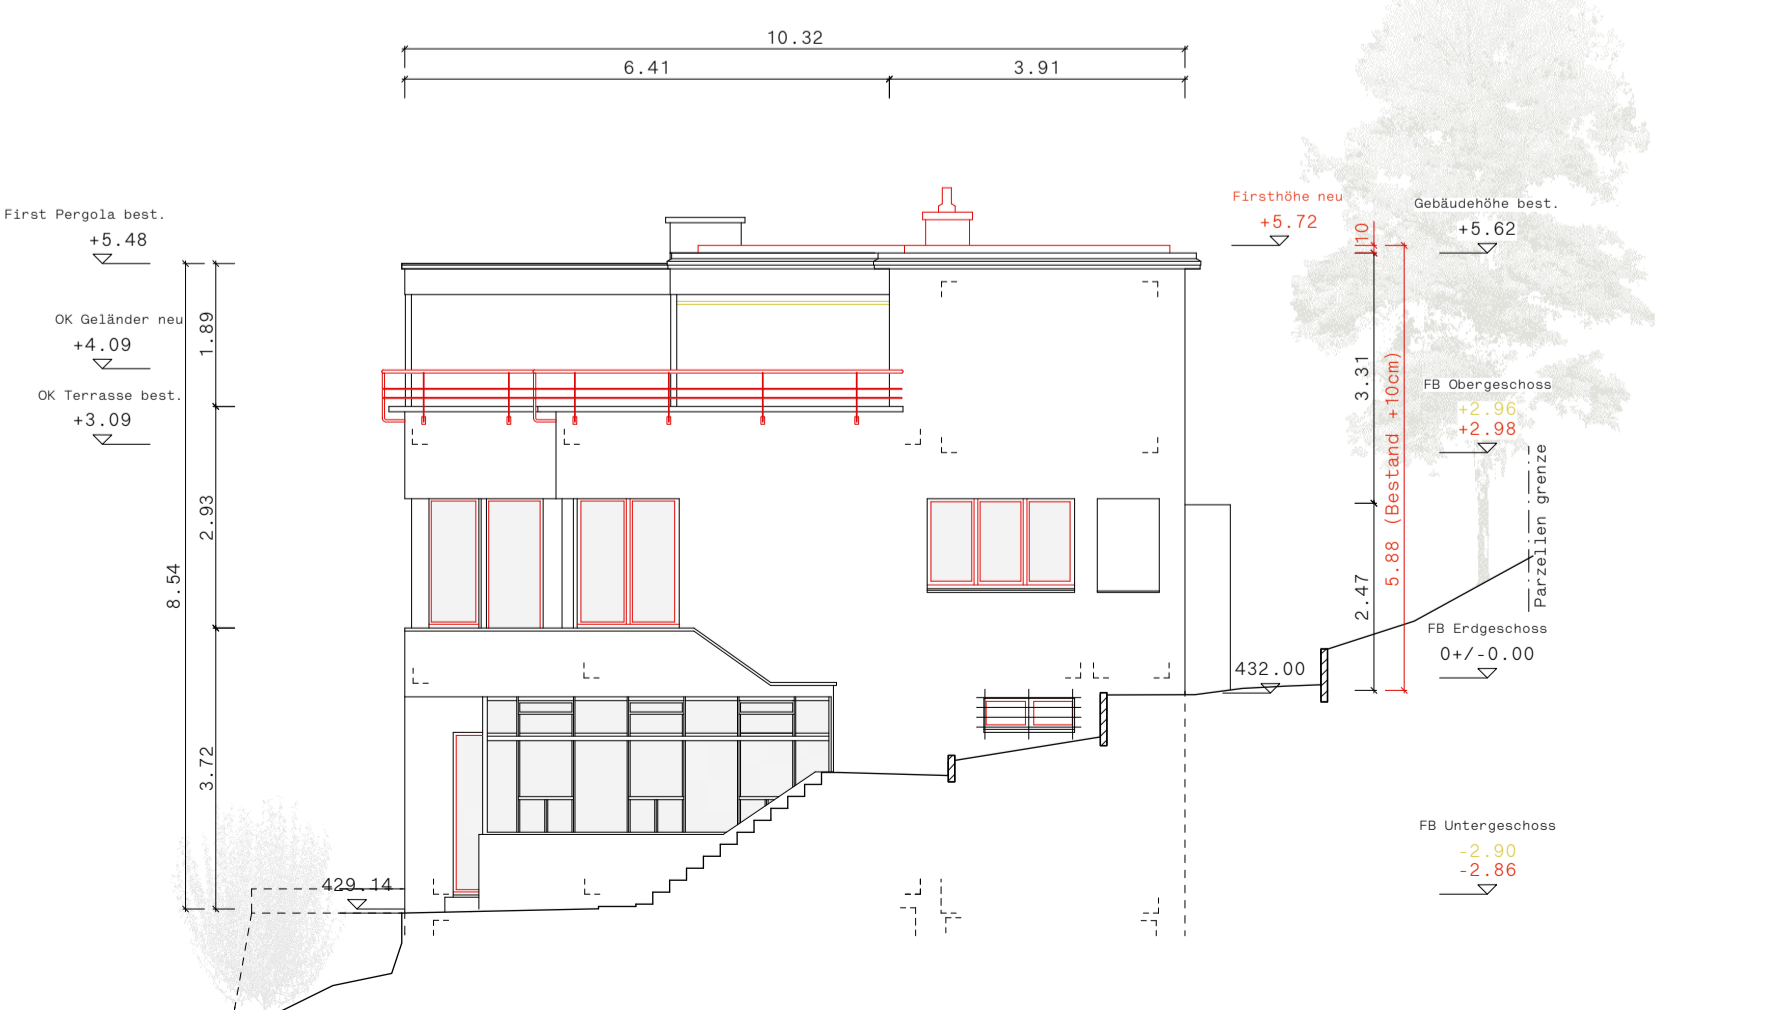 10.32
6.41
3.91
First Pergola best.
+5.48
Firsthöhe neu
+5.72
10
Gebäudehöhe best.
+5.62
OK Geländer neu
+4.09
1.89
OK Terrasse best.
+3.09
3.31
5.88 (Bestand +10cm)
FB Obergeschoss
+2.96
+2.98
Parzellen grenze
2.93
8.54
2.47
FB Erdgeschoss
0+/-0.00
432.00
3.72
FB Untergeschoss
-2.90
-2.86
429.14